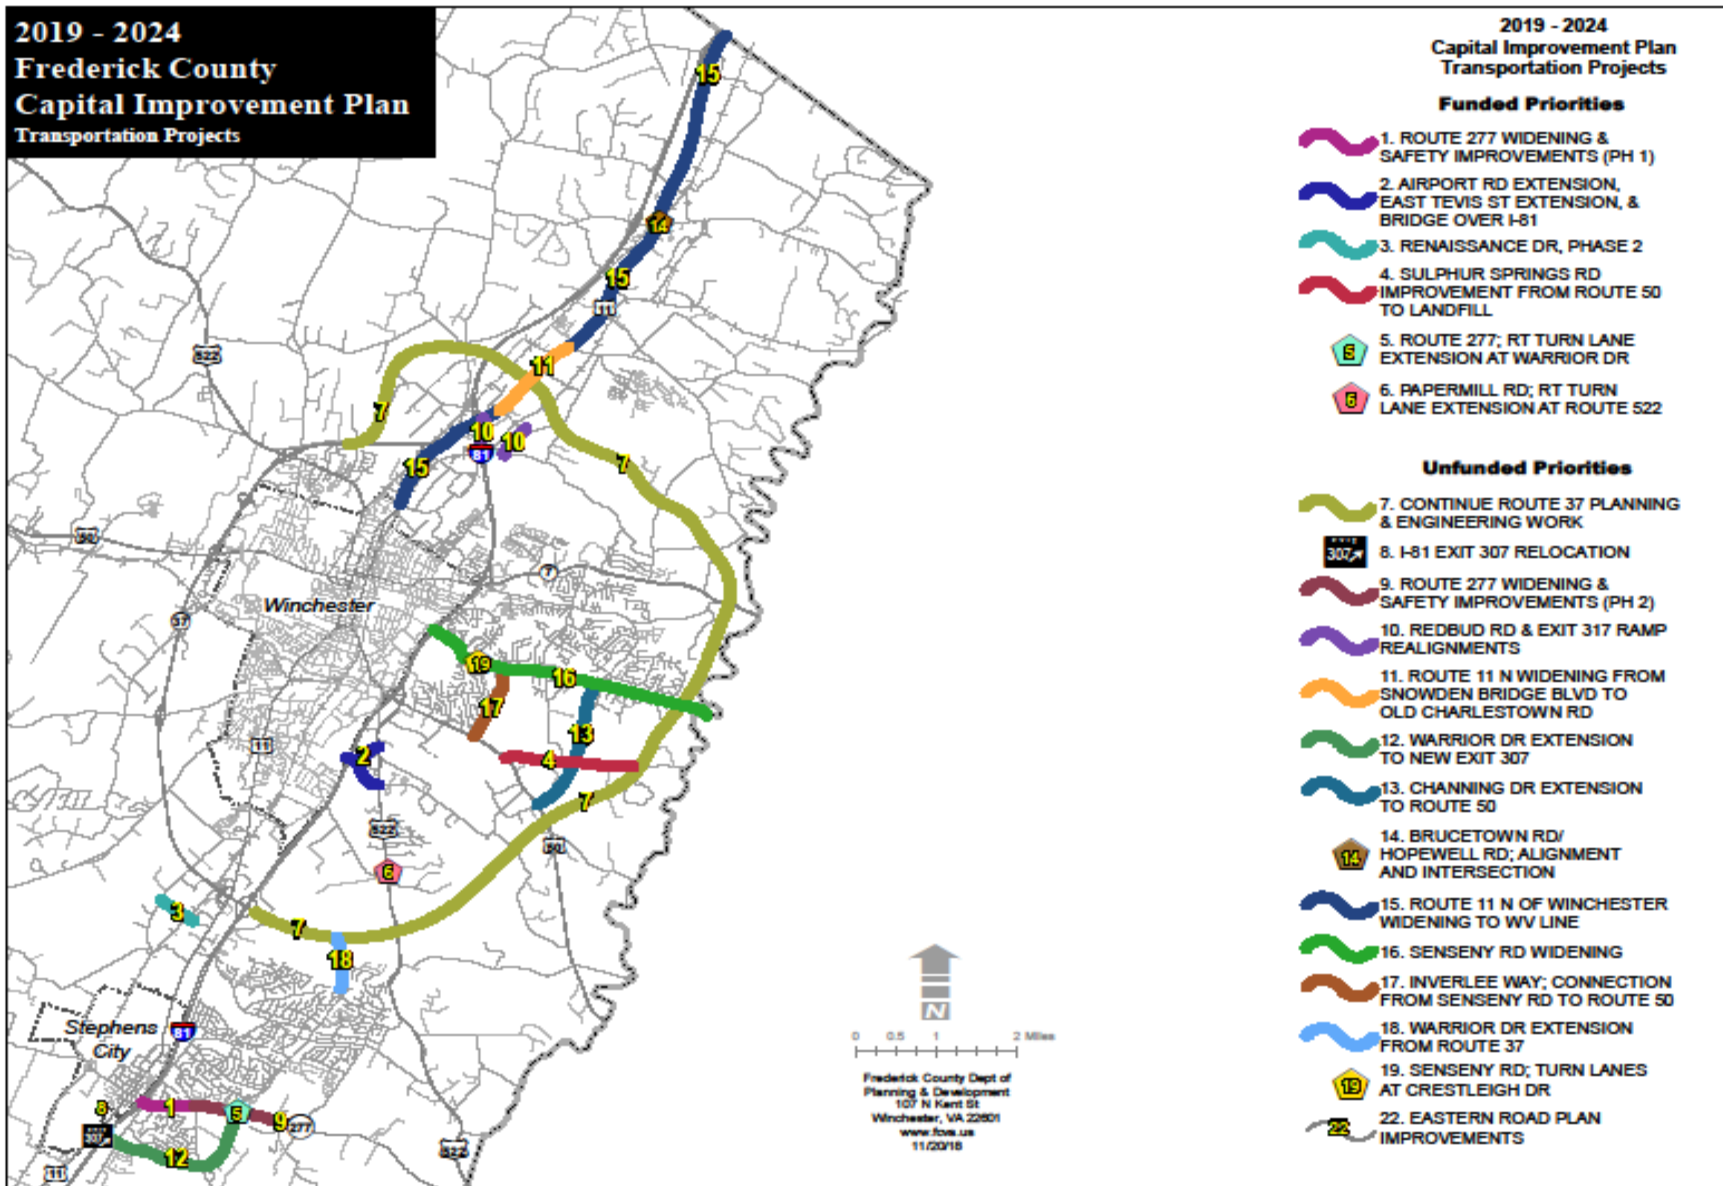 2019 - 2024
Frederick County
Capital Improvement Plan
Transportation Projects
15
14
15
11
11
522
7
10
10
81
15
7
50
7
Winchester
37
19
16
17
13
11
2
4
7
522
50
6
3
7
18
Stephens
City
81
8
1
5
9
277
307
12
522
11
N
0 0.5 1 2 Miles
Frederick County Dept of
Planning & Development
107 N Kent St
Winchester, VA 22601
www.fcva.us
11/20/18
2019 - 2024
Capital Improvement Plan
Transportation Projects
Funded Priorities
1. ROUTE 277 WIDENING &
SAFETY IMPROVEMENTS (PH 1)
2. AIRPORT RD EXTENSION,
EAST TEVIS ST EXTENSION, &
BRIDGE OVER I-81
3. RENAISSANCE DR, PHASE 2
4. SULPHUR SPRINGS RD
IMPROVEMENT FROM ROUTE 50
TO LANDFILL
5
5. ROUTE 277; RT TURN LANE
EXTENSION AT WARRIOR DR
6
6. PAPERMILL RD; RT TURN
LANE EXTENSION AT ROUTE 522
Unfunded Priorities
7. CONTINUE ROUTE 37 PLANNING
& ENGINEERING WORK
307
8. I-81 EXIT 307 RELOCATION
9. ROUTE 277 WIDENING &
SAFETY IMPROVEMENTS (PH 2)
10. REDBUD RD & EXIT 317 RAMP
REALIGNMENTS
11. ROUTE 11 N WIDENING FROM
SNOWDEN BRIDGE BLVD TO
OLD CHARLESTOWN RD
12. WARRIOR DR EXTENSION
TO NEW EXIT 307
13. CHANNING DR EXTENSION
TO ROUTE 50
14
14. BRUCETOWN RD/
HOPEWELL RD; ALIGNMENT
AND INTERSECTION
15. ROUTE 11 N OF WINCHESTER
WIDENING TO WV LINE
16. SENSENY RD WIDENING
17. INVERLEE WAY; CONNECTION
FROM SENSENY RD TO ROUTE 50
18. WARRIOR DR EXTENSION
FROM ROUTE 37
19
19. SENSENY RD; TURN LANES
AT CRESTLEIGH DR
22
22. EASTERN ROAD PLAN
IMPROVEMENTS